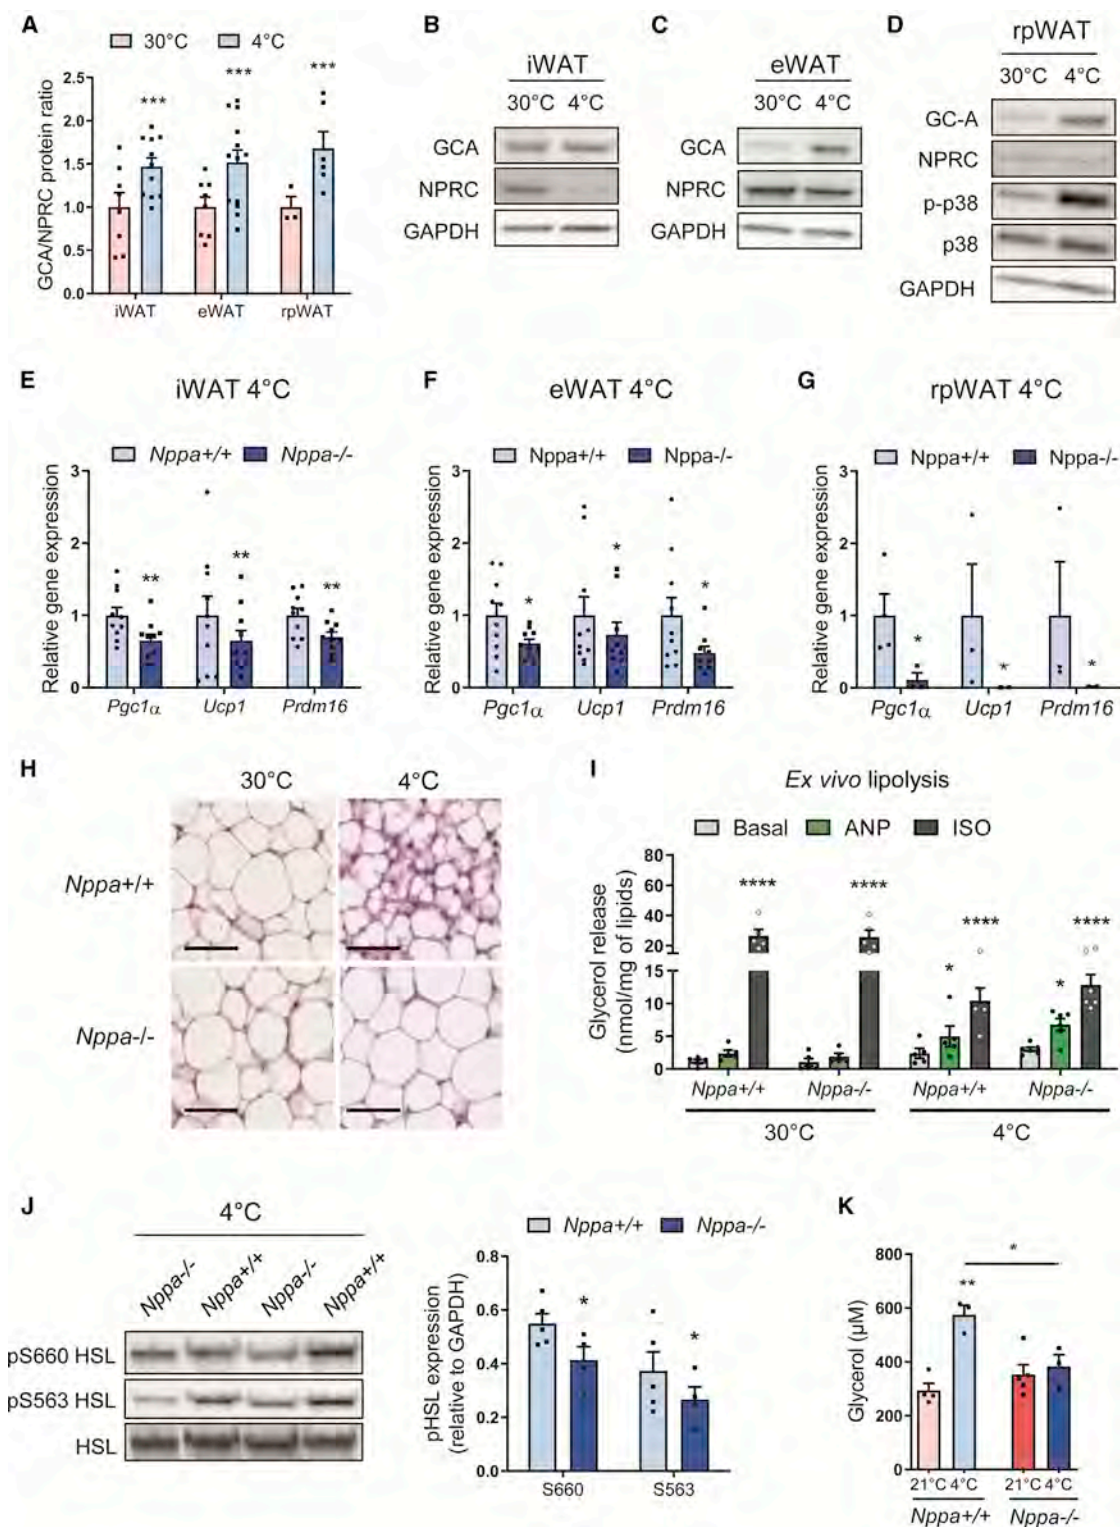 A
30°C 4°C
GCA/NPRC protein ratio
2.5
2.0
1.5
1.0
0.5
0.0
*** *** ***
iWAT eWAT rpWAT
B
iWAT
30°C 4°C
GCA
NPRC
GAPDH
C
eWAT
30°C 4°C
GCA
NPRC
GAPDH
D
rpWAT
30°C 4°C
GC-A
NPRC
p-p38
p38
GAPDH
E
iWAT 4°C
Nppa+/+ Nppa-/-
Relative gene expression
3
2
1
0
** ** **
Pgc1α Ucp1 Prdm16
F
eWAT 4°C
Nppa+/+ Nppa-/-
Relative gene expression
3
2
1
0
* * *
Pgc1α Ucp1 Prdm16
G
rpWAT 4°C
Nppa+/+ Nppa-/-
Relative gene expression
3
2
1
0
* * *
Pgc1α Ucp1 Prdm16
H
30°C 4°C
Nppa+/+
Nppa-/-
I
Ex vivo lipolysis
Basal ANP ISO
Glycerol release
(nmol/mg of lipids)
80
60
40
20
15
10
5
0
**** **** * **** * ****
Nppa+/+ Nppa-/- Nppa+/+ Nppa-/-
30°C 4°C
J
4°C
Nppa-/- Nppa+/+ Nppa-/- Nppa+/+
pS660 HSL
pS563 HSL
HSL
Nppa+/+ Nppa-/-
pHSL expression
(relative to GAPDH)
0.8
0.6
0.4
0.2
0.0
* *
S660 S563
K
Glycerol (µM)
800
600
400
200
0
*
**
21°C 4°C 21°C 4°C
Nppa+/+ Nppa-/-